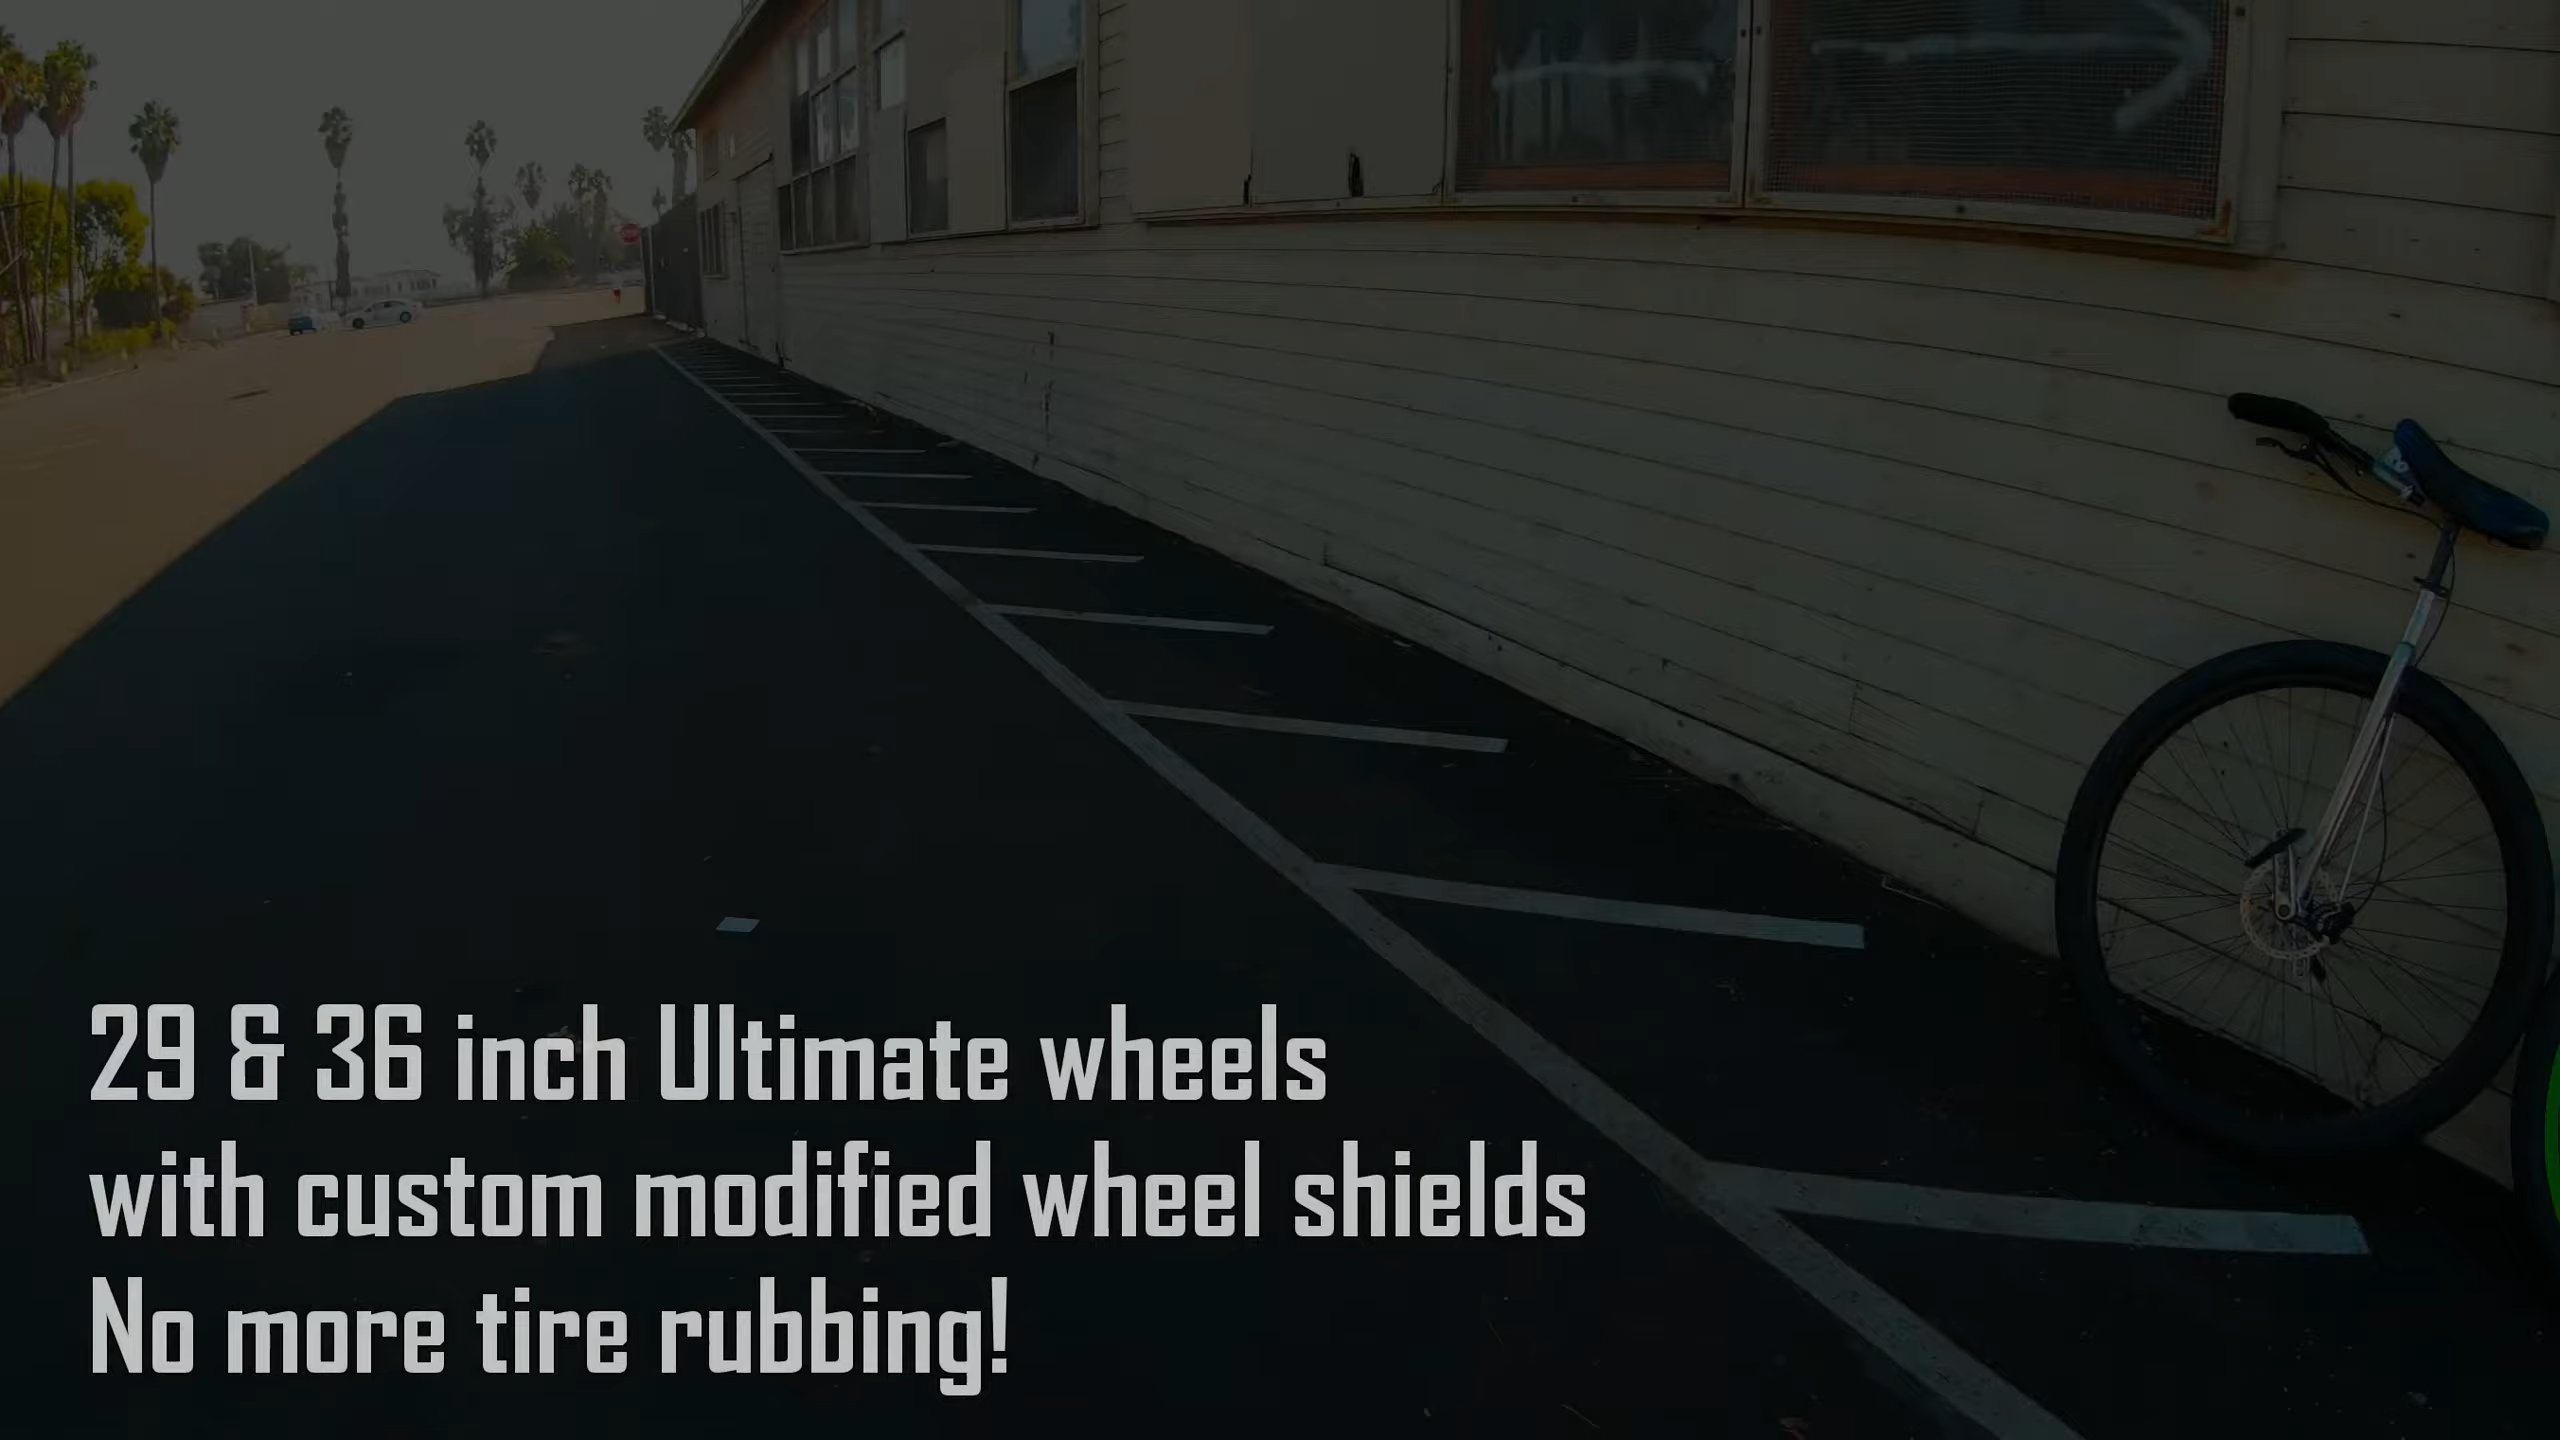 29 & 36 inch Ultimate wheels
with custom modified wheel shields
No more tire rubbing!